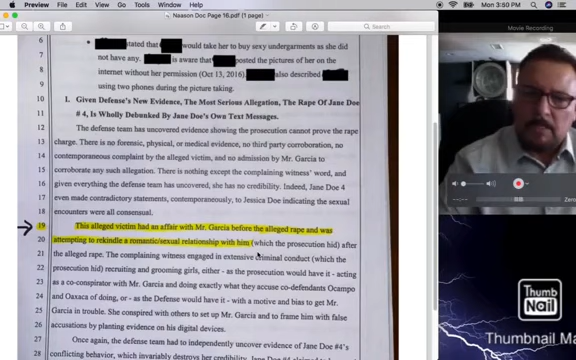 Preview File Edit View Go Tools Window Help
Mon 3:50 PM
Naason Doc Page 16.pdf (1 page)
Search
Movie Recording
6 stated that would take her to buy sexy undergarments as she did
7 not have any. is aware that posted the pictures of her on
8 the internet without her permission (Oct 13, 2016). also described
9 using two phones during the picture taking.
10 1. Given Defense's New Evidence, The Most Serious Allegation, The Rape Of Jane Doe
11 # 4, Is Wholly Debunked By Jane Doe's Own Text Messages.
12 The defense team has uncovered evidence showing the prosecution cannot prove the rape
13 charge. There is no forensic, physical, or medical evidence, no third party corroboration, no
14 contemporaneous complaint by the alleged victim, and no admission by Mr. Garcia to
15 corroborate any such allegation. There is nothing except the complaining witness' word, and
16 given everything the defense team has uncovered, she has no credibility. Indeed, Jane Doe 4
17 even made contradictory statements, contemporaneously, to Jessica Doe indicating the sexual
18 encounters were all consensual.
19 This alleged victim had an affair with Mr. Garcia before the alleged rape and was
20 attempting to rekindle a romantic/sexual relationship with him (which the prosecution hid) after
21 the alleged rape. The complaining witness engaged in extensive criminal conduct (which the
22 prosecution hid) recruiting and grooming girls, either - as the prosecution would have it - acting
23 as a co-conspirator with Mr. Garcia and doing exactly what they accuse co-defendants Ocampo
24 and Oaxaca of doing, or - as the Defense would have it - with a motive and bias to get Mr.
25 Garcia in trouble. She conspired with others to set up Mr. Garcia and to frame him with false
26 accusations by planting evidence on his digital devices.
27 Once again, the defense team had to independently uncover evidence of Jane Doe #4's
conflicting behavior, which invariably destroys her credibility.
Thumb
Nail
Thumbnail Ma